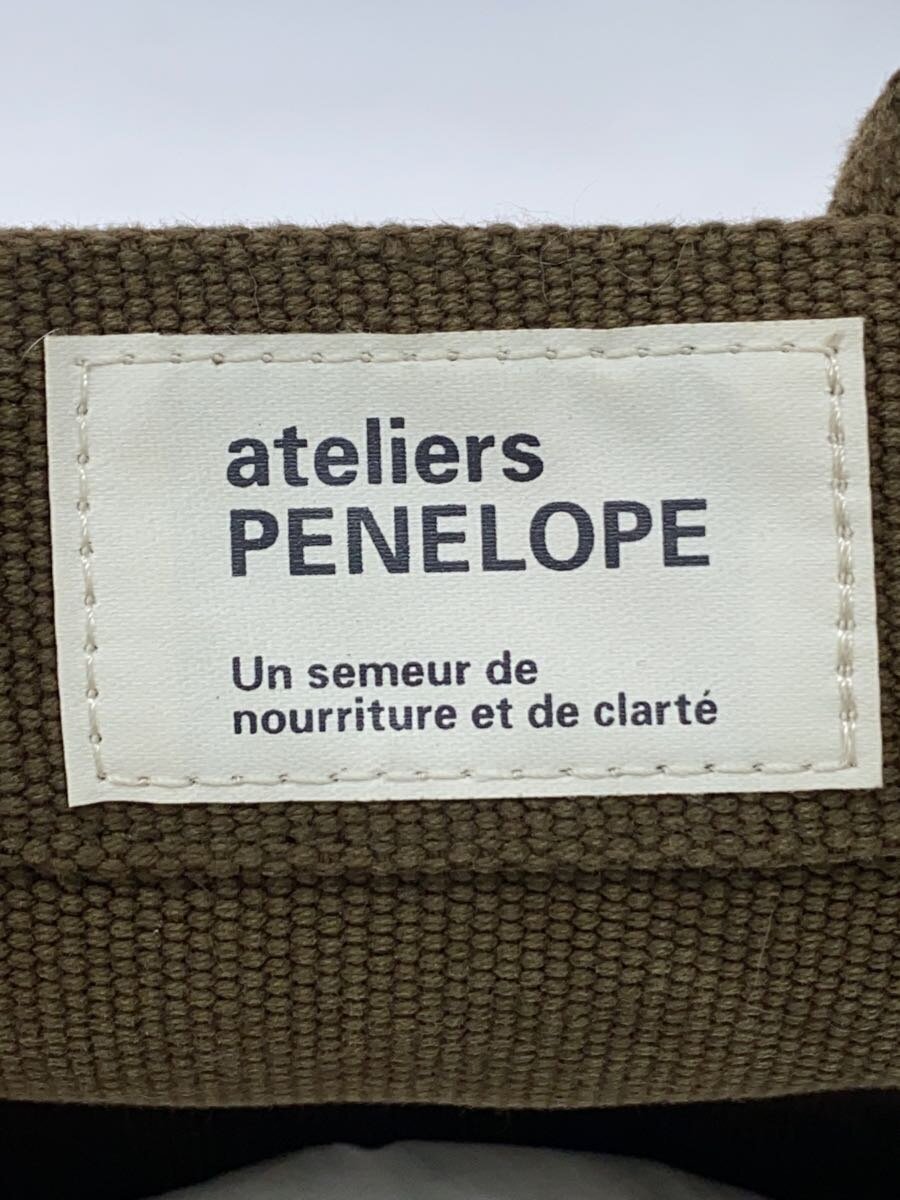 ateliers
PENELOPE
Un semeur de
nourriture et de clarté